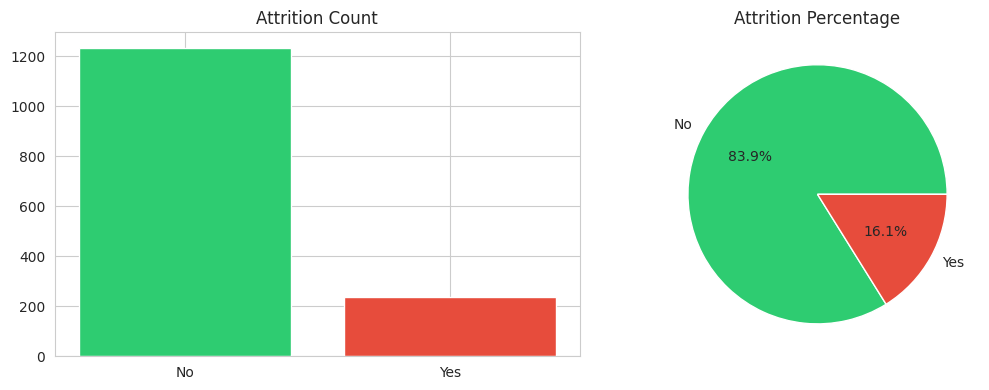 Attrition Count
1200
1000
800
600
400
200
0
No
Yes
Attrition Percentage
No
83.9%
16.1%
Yes